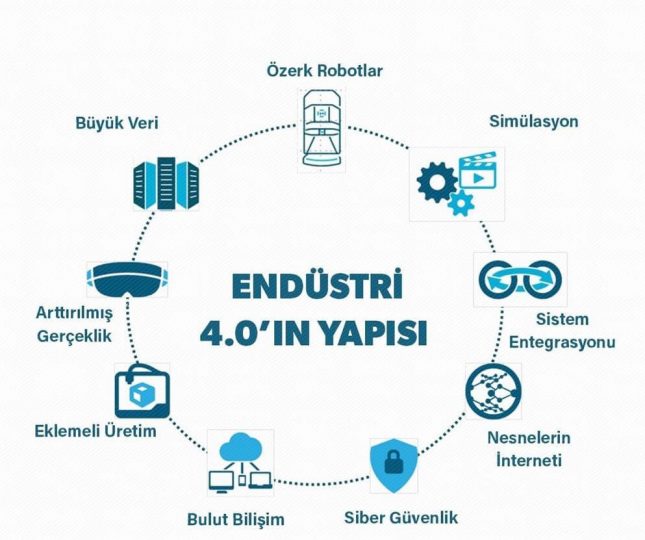 Özerk Robotlar
Büyük Veri
Simülasyon
ENDÜSTRİ
4.0’IN YAPISI
Arttırılmış
Gerçeklik
Sistem
Entegrasyonu
Eklemeli Üretim
Nesnelerin
İnterneti
Bulut Bilişim
Siber Güvenlik